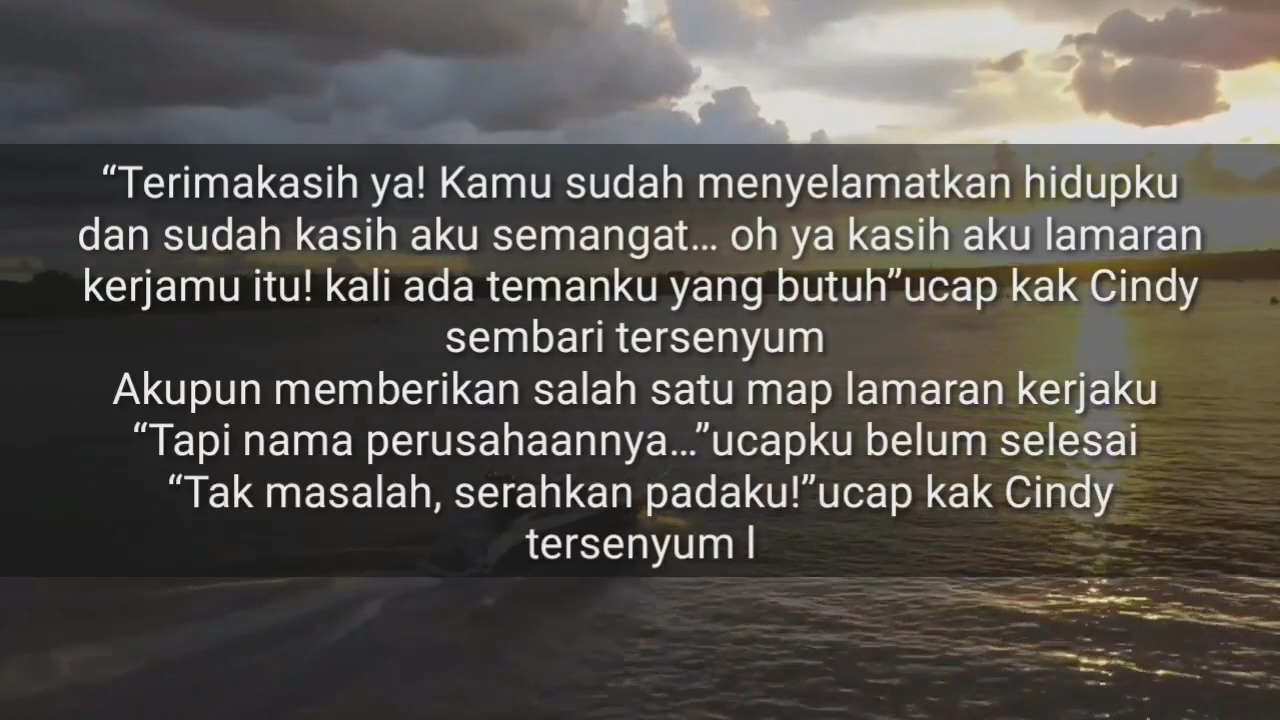 “Terimakasih ya! Kamu sudah menyelamatkan hidupku
dan sudah kasih aku semangat... oh ya kasih aku lamaran
kerjamu itu! kali ada temanku yang butuh”ucap kak Cindy
sembari tersenyum
Akupun memberikan salah satu map lamaran kerjaku
“Tapi nama perusahaannya...”ucapku belum selesai
“Tak masalah, serahkan padaku!”ucap kak Cindy
tersenyum l